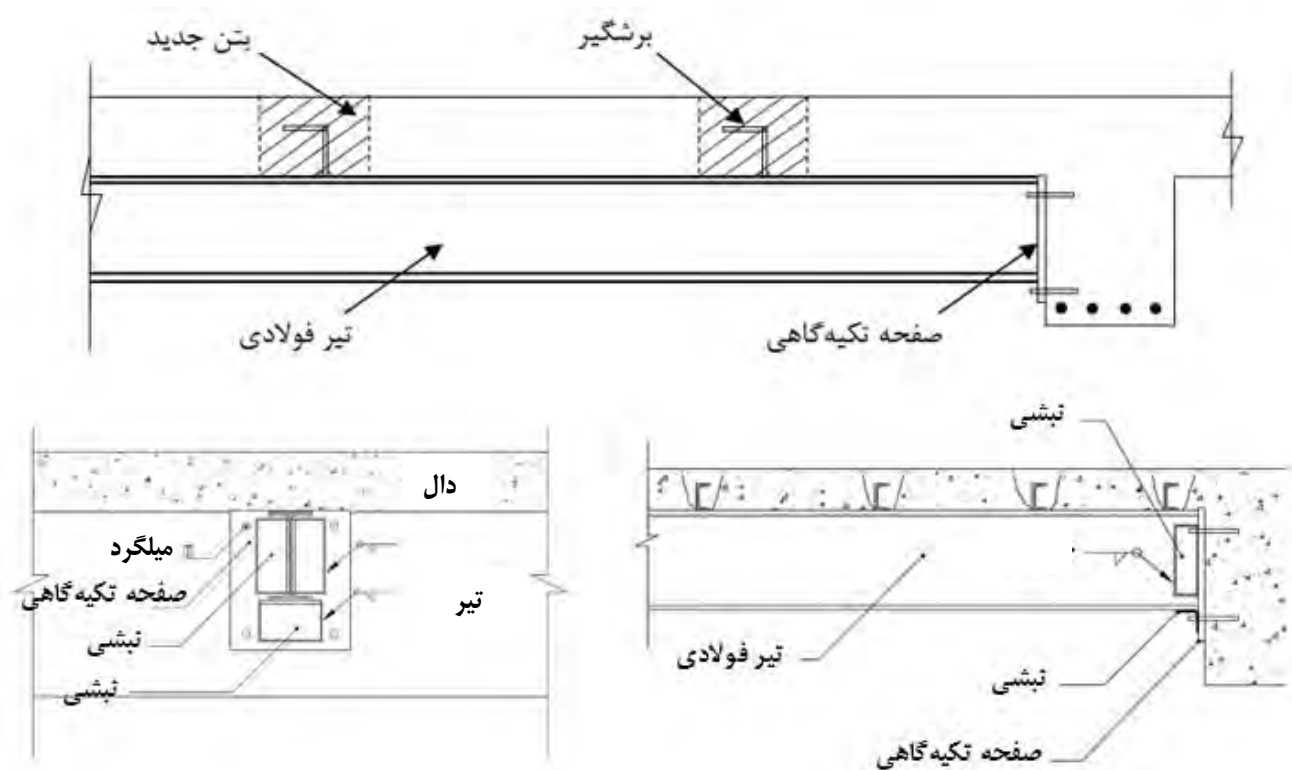 بتن جدید
برشگیر
تیر فولادی
صفحه تکیه‌گاهی
دال
میلگرد
صفحه تکیه‌گاهی
نبشی
نبشی
تیر
نبشی
تیر فولادی
نبشی
صفحه تکیه‌گاهی